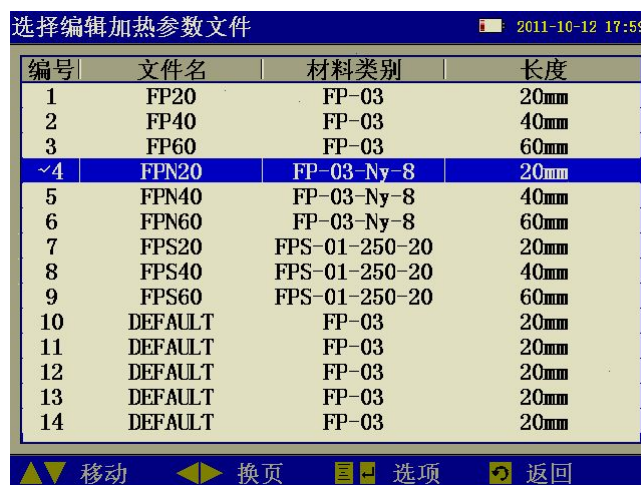 选择编辑加热参数文件 2011-10-12 17:59
编号 文件名 材料类别 长度
1 FP20 FP-03 20mm
2 FP40 FP-03 40mm
3 FP60 FP-03 60mm
~4 FPN20 FP-03-Ny-8 20mm
5 FPN40 FP-03-Ny-8 40mm
6 FPN60 FP-03-Ny-8 60mm
7 FPS20 FPS-01-250-20 20mm
8 FPS40 FPS-01-250-20 40mm
9 FPS60 FPS-01-250-20 60mm
10 DEFAULT FP-03 20mm
11 DEFAULT FP-03 20mm
12 DEFAULT FP-03 20mm
13 DEFAULT FP-03 20mm
14 DEFAULT FP-03 20mm
移动 换页 选项 返回